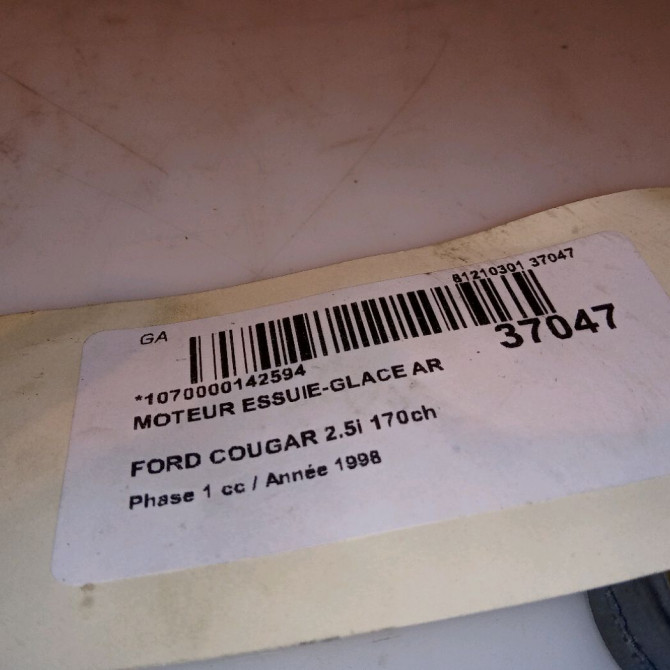 81210301 37047
GA
37047
*1070000142594
MOTEUR ESSUIE-GLACE AR
FORD COUGAR 2.5i 170ch
Phase 1 cc / Année 1998